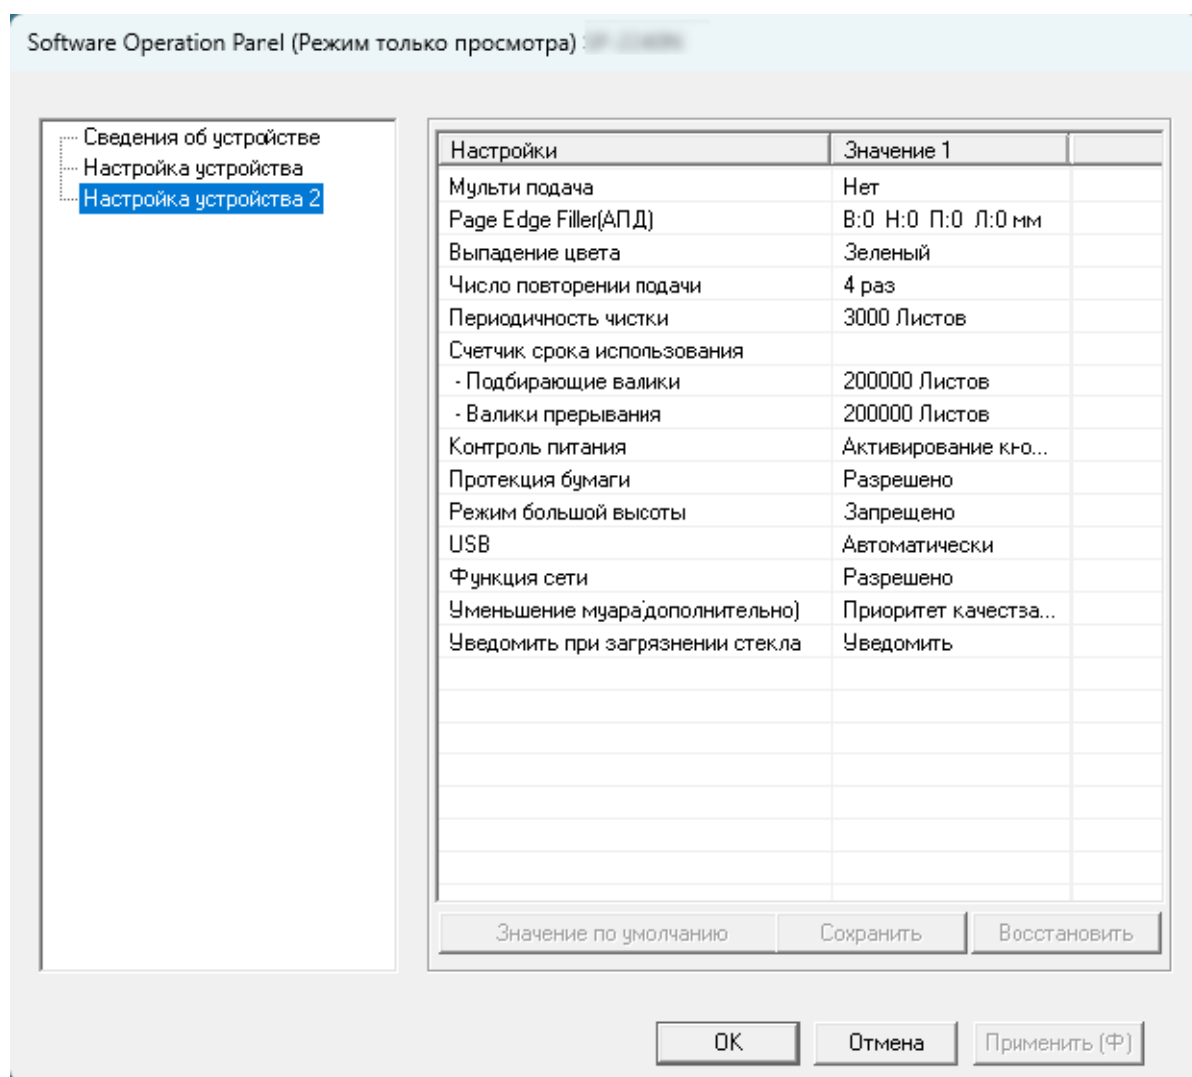 Software Operation Panel (Режим только просмотра)
Сведения об устройстве
Настройка устройства
Настройка устройства 2
Настройки Значение 1
Мульти подача Нет
Page Edge Filler(АПД) В:0 Н:0 П:0 Л:0 мм
Выпадение цвета Зеленый
Число повторении подачи 4 раз
Периодичность чистки 3000 Листов
Счетчик срока использования
- Подбирающие валики 200000 Листов
- Валики прерывания 200000 Листов
Контроль питания Активирование кно...
Протекция бумаги Разрешено
Режим большой высоты Запрещено
USB Автоматически
Функция сети Разрешено
Уменьшение муара(дополнительно) Приоритет качества...
Уведомить при загрязнении стекла Уведомить
Значение по умолчанию Сохранить Восстановить
OK Отмена Применить (Ф)